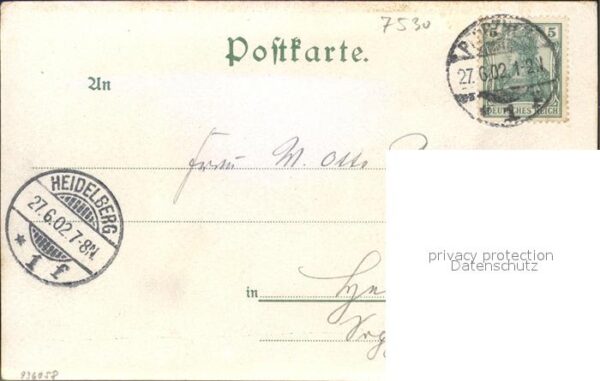 7530
Postkarte.
An
5
27.6.02.1-2N.
DEUTSCHES REICH
1
Frau W. Otto
HEIDELBERG
27.6.02.7-8N.
* 1 f
privacy protection
Datenschutz
in
936058